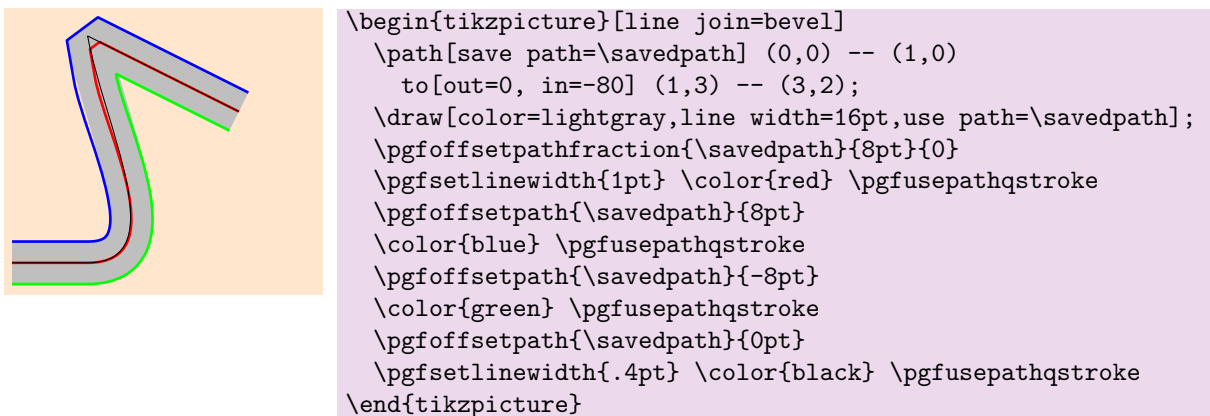 \begin{tikzpicture}[line join=bevel]
  \path[save path=\savedpath] (0,0) -- (1,0)
    to[out=0, in=-80] (1,3) -- (3,2);
  \draw[color=lightgray,line width=16pt,use path=\savedpath];
  \pgfoffsetpathfraction{\savedpath}{8pt}{0}
  \pgfsetlinewidth{1pt} \color{red} \pgfusepathqstroke
  \pgfoffsetpath{\savedpath}{8pt}
  \color{blue} \pgfusepathqstroke
  \pgfoffsetpath{\savedpath}{-8pt}
  \color{green} \pgfusepathqstroke
  \pgfoffsetpath{\savedpath}{0pt}
  \pgfsetlinewidth{.4pt} \color{black} \pgfusepathqstroke
\end{tikzpicture}